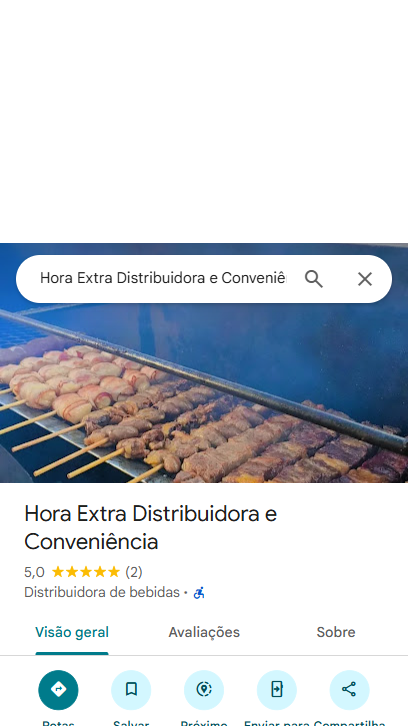 Hora Extra Distribuidora e Conveniê
Hora Extra Distribuidora e
Conveniência
5,0 (2)
Distribuidora de bebidas ·
Visão geral Avaliações Sobre
Rotas Salvar Próximo Enviar para Compartilha